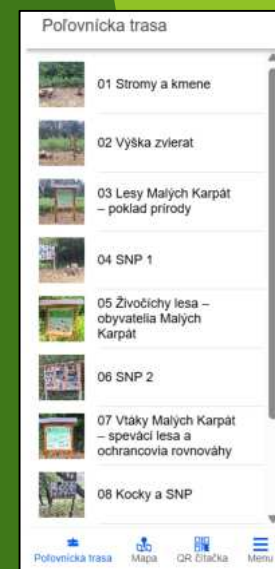 Poľovnícka trasa
01 Stromy a kmene
02 Výška zvierat
03 Lesy Malých Karpát
– poklad prírody
04 SNP 1
05 Živočíchy lesa –
obyvatelia Malých
Karpát
06 SNP 2
07 Vtáky Malých Karpát
– speváci lesa a
ochrancovia rovnováhy
08 Kocky a SNP
Poľovnícka trasa
Mapa
QR čítačka
Menu